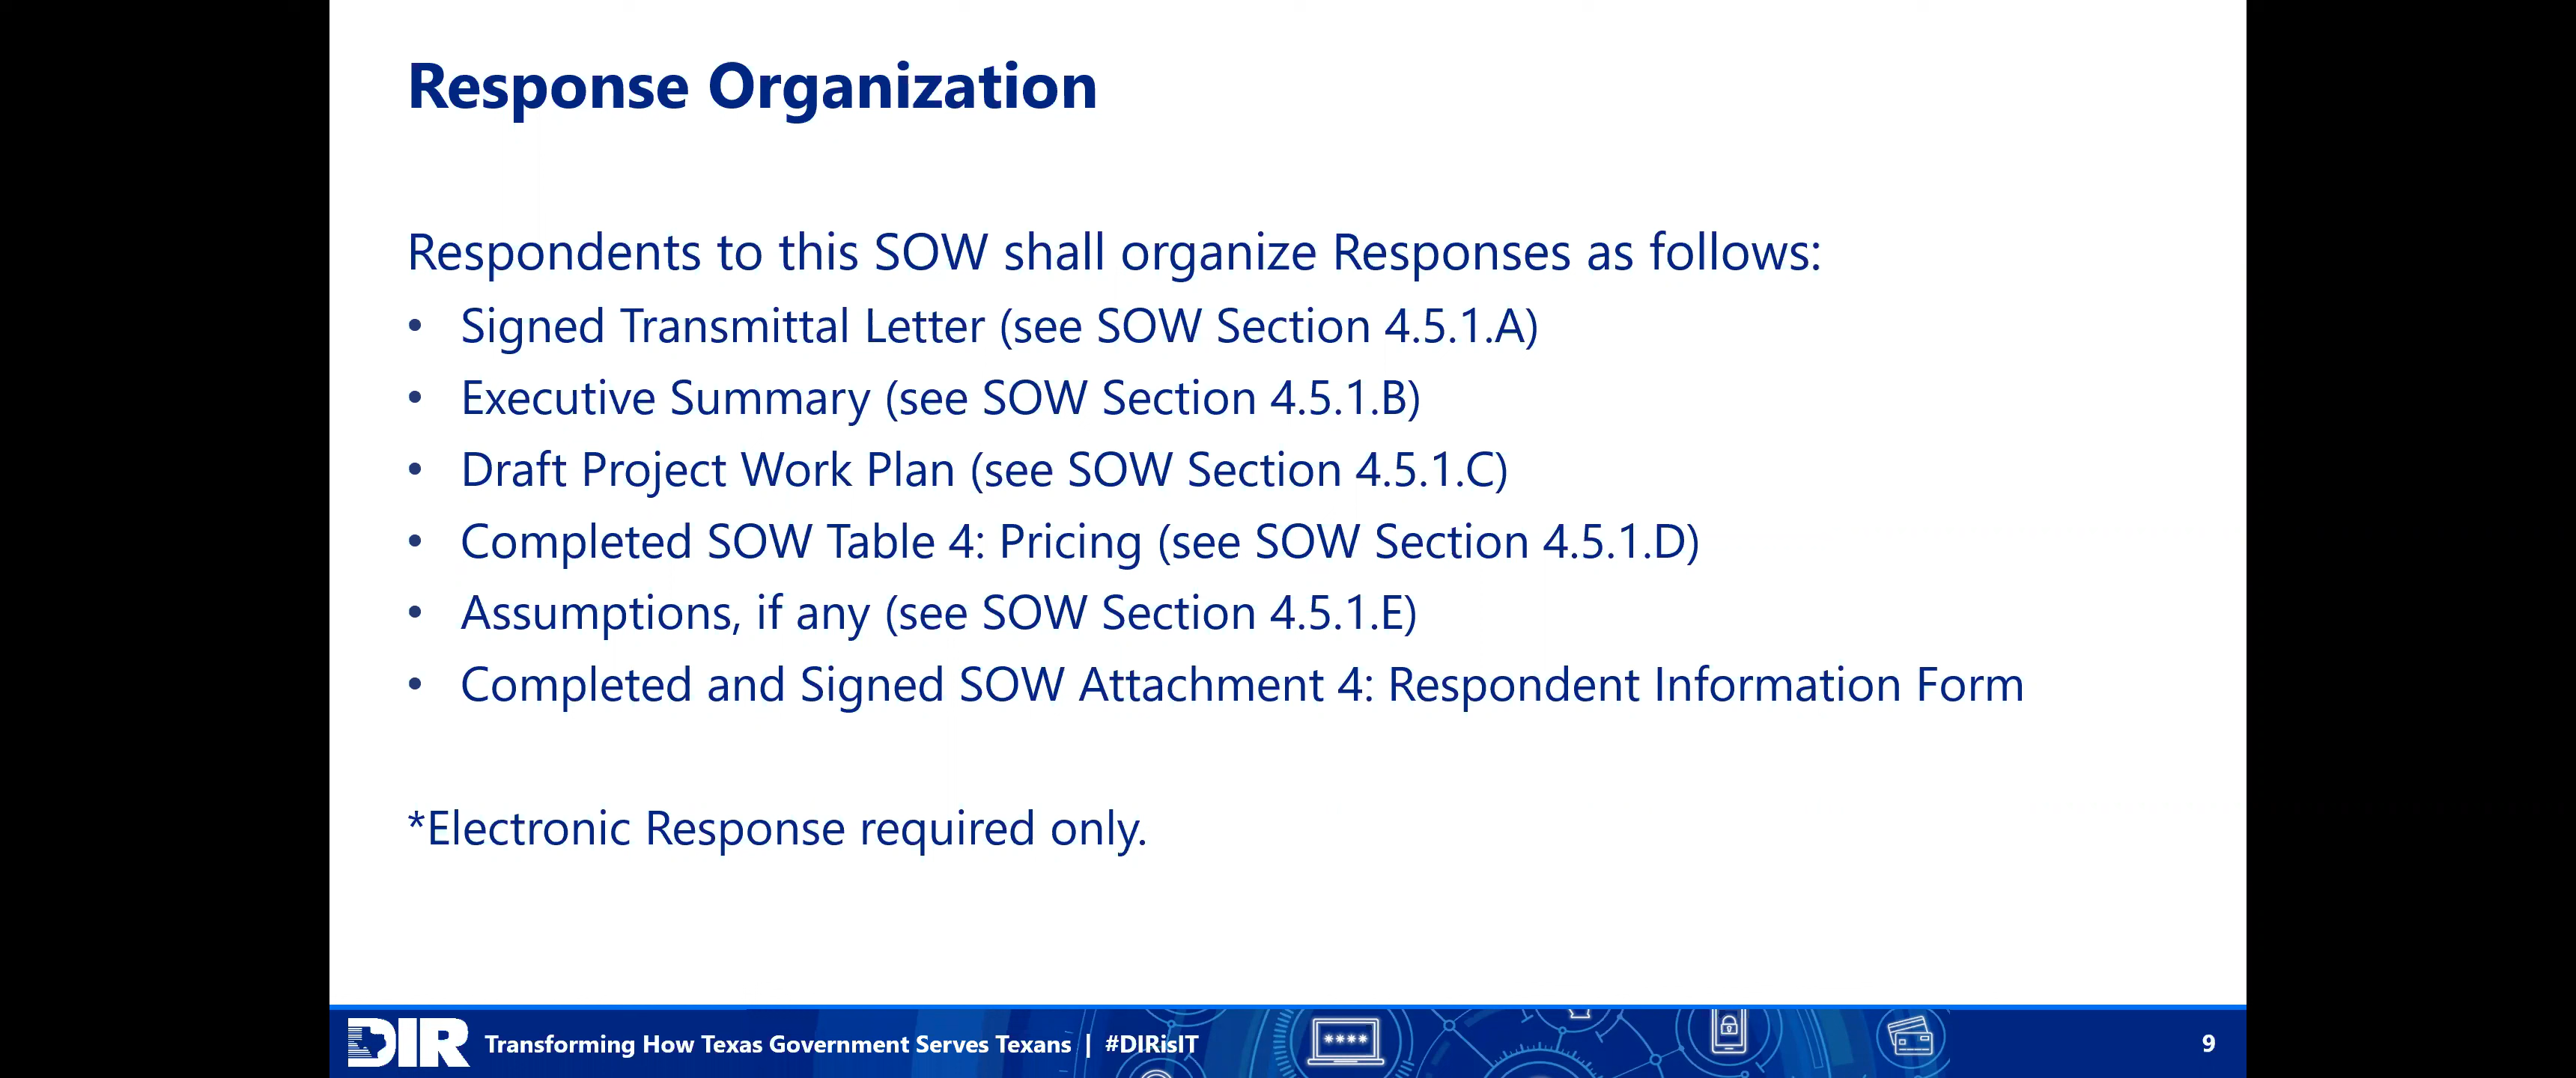 Response Organization
Respondents to this SOW shall organize Responses as follows:
• Signed Transmittal Letter (see SOW Section 4.5.1.A)
• Executive Summary (see SOW Section 4.5.1.B)
• Draft Project Work Plan (see SOW Section 4.5.1.C)
• Completed SOW Table 4: Pricing (see SOW Section 4.5.1.D)
• Assumptions, if any (see SOW Section 4.5.1.E)
• Completed and Signed SOW Attachment 4: Respondent Information Form
*Electronic Response required only.
DIR Transforming How Texas Government Serves Texans | #DIRisIT **** 9